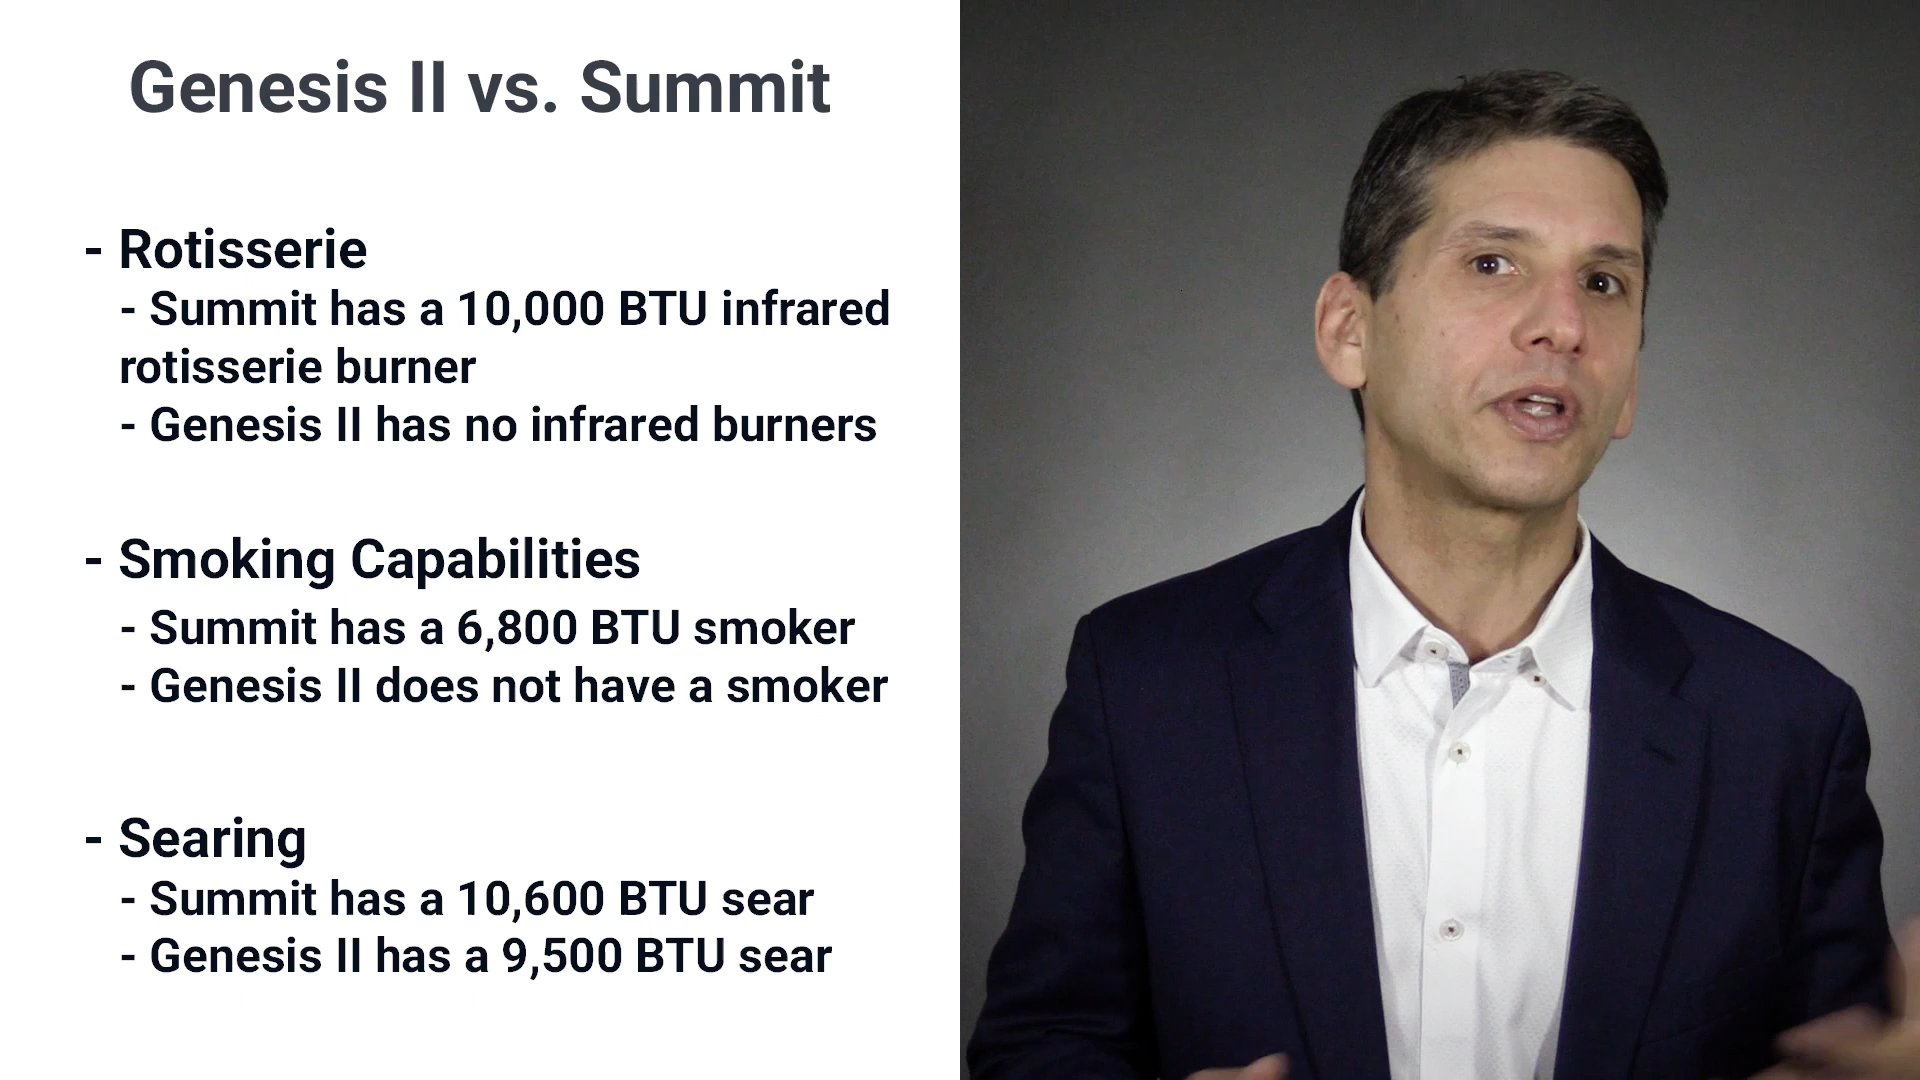 Genesis II vs. Summit
- Rotisserie
- Summit has a 10,000 BTU infrared
rotisserie burner
- Genesis II has no infrared burners
- Smoking Capabilities
- Summit has a 6,800 BTU smoker
- Genesis II does not have a smoker
- Searing
- Summit has a 10,600 BTU sear
- Genesis II has a 9,500 BTU sear